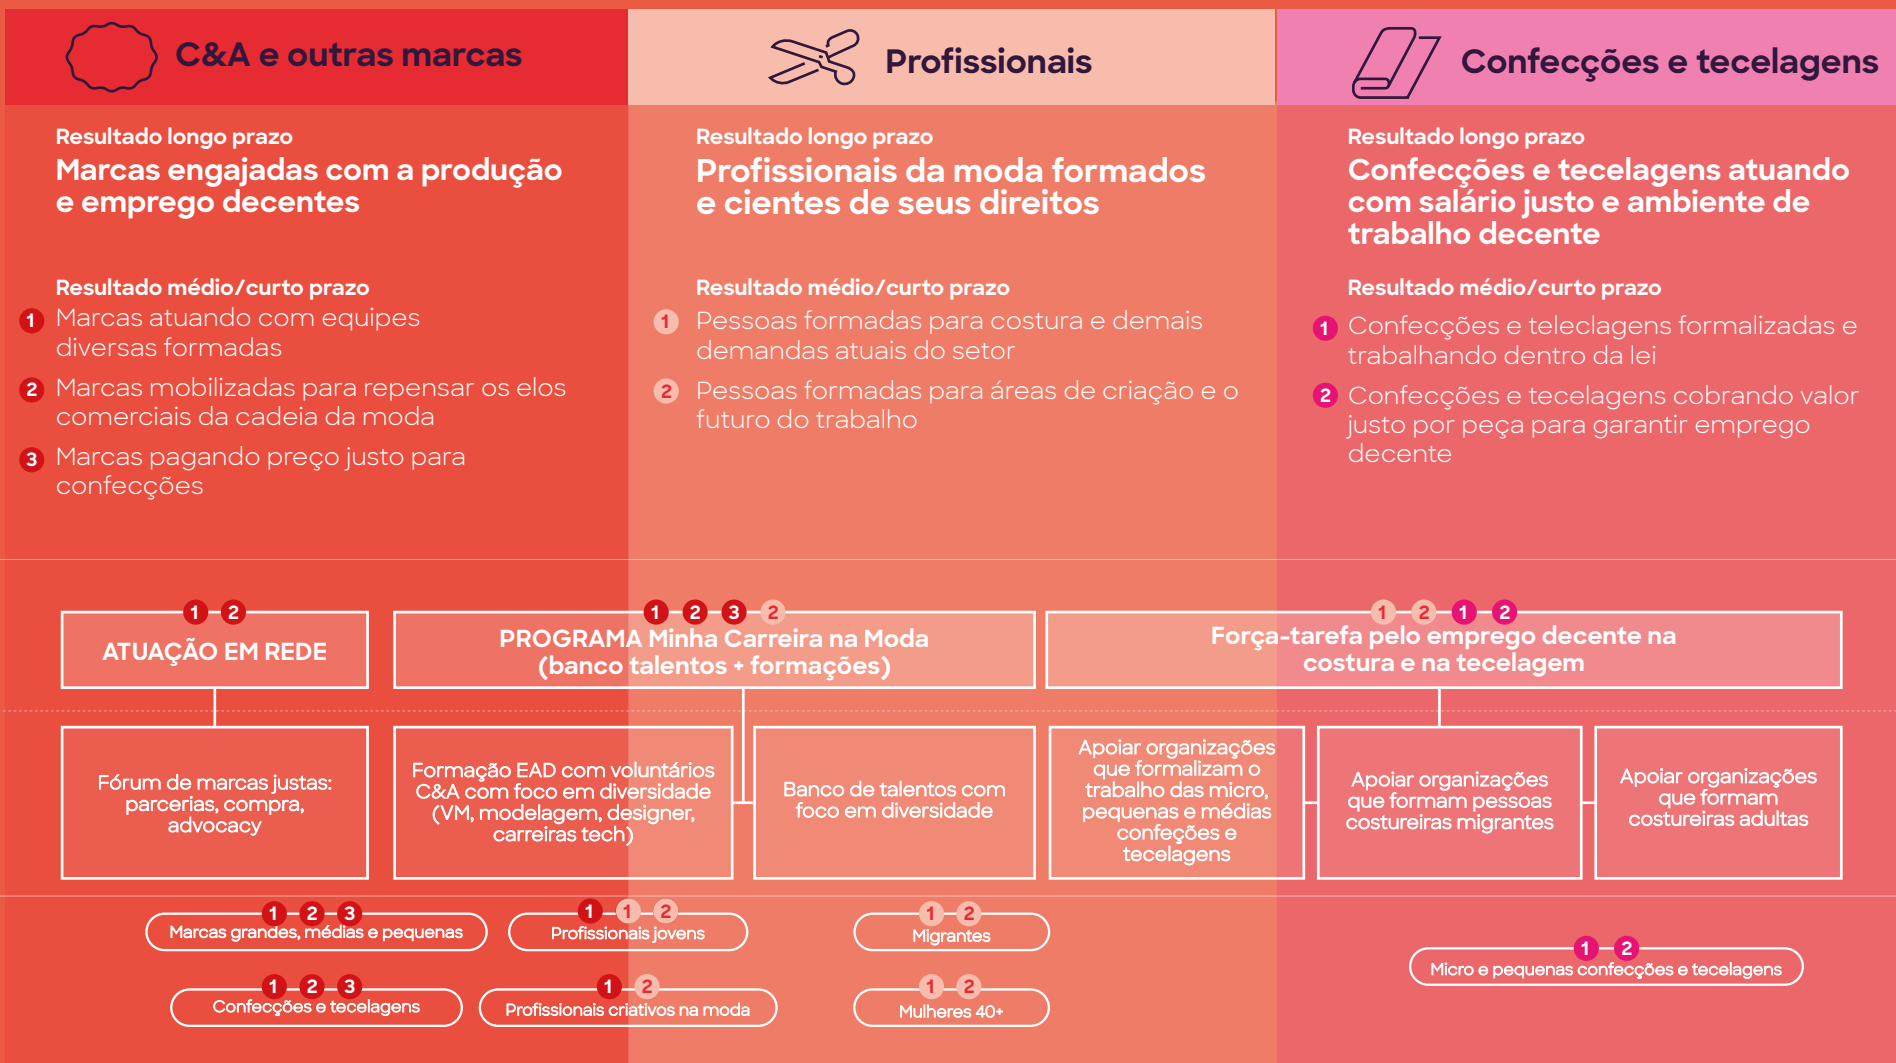 C&A e outras marcas
Resultado longo prazo
Marcas engajadas com a produção
e emprego decentes
Resultado médio/curto prazo
1 Marcas atuando com equipes
diversas formadas
2 Marcas mobilizadas para repensar os elos
comerciais da cadeia da moda
3 Marcas pagando preço justo para
confecções
Profissionais
Resultado longo prazo
Profissionais da moda formados
e cientes de seus direitos
Resultado médio/curto prazo
1 Pessoas formadas para costura e demais
demandas atuais do setor
2 Pessoas formadas para áreas de criação e o
futuro do trabalho
Confecções e tecelagens
Resultado longo prazo
Confecções e tecelagens atuando
com salário justo e ambiente de
trabalho decente
Resultado médio/curto prazo
1 Confecções e teleclagens formalizadas e
trabalhando dentro da lei
2 Confecções e tecelagens cobrando valor
justo por peça para garantir emprego
decente
1 2
ATUAÇÃO EM REDE
1 2 3 2
PROGRAMA Minha Carreira na Moda
(banco talentos + formações)
1 2 1 2
Força-tarefa pelo emprego decente na
costura e na tecelagem
Fórum de marcas justas:
parcerias, compra,
advocacy
Formação EAD com voluntários
C&A com foco em diversidade
(VM, modelagem, designer,
carreiras tech)
Banco de talentos com
foco em diversidade
Apoiar organizações
que formalizam o
trabalho das micro,
pequenas e médias
confeções e
tecelagens
Apoiar organizações
que formam pessoas
costureiras migrantes
Apoiar organizações
que formam
costureiras adultas
1 2 3
Marcas grandes, médias e pequenas
1 1 2
Profissionais jovens
1 2
Migrantes
1 2
Micro e pequenas confecções e tecelagens
1 2 3
Confecções e tecelagens
1 2
Profissionais criativos na moda
1 2
Mulheres 40+